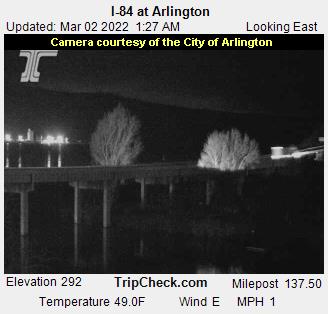 I-84 at Arlington
Updated: Mar 02 2022 1:27 AM Looking East
Camera courtesy of the City of Arlington
Elevation 292 TripCheck.com Milepost 137.50
Temperature 49.0F Wind E MPH 1